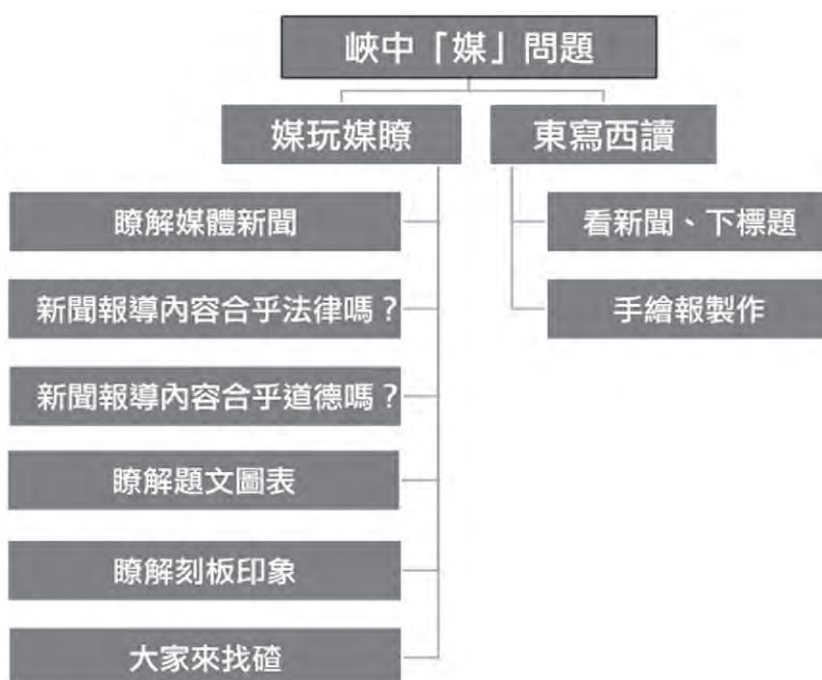 峽中「媒」問題
媒玩媒瞭
東寫西讀
瞭解媒體新聞
新聞報導內容合乎法律嗎？
新聞報導內容合乎道德嗎？
瞭解題文圖表
瞭解刻板印象
大家來找碴
看新聞、下標題
手繪報製作